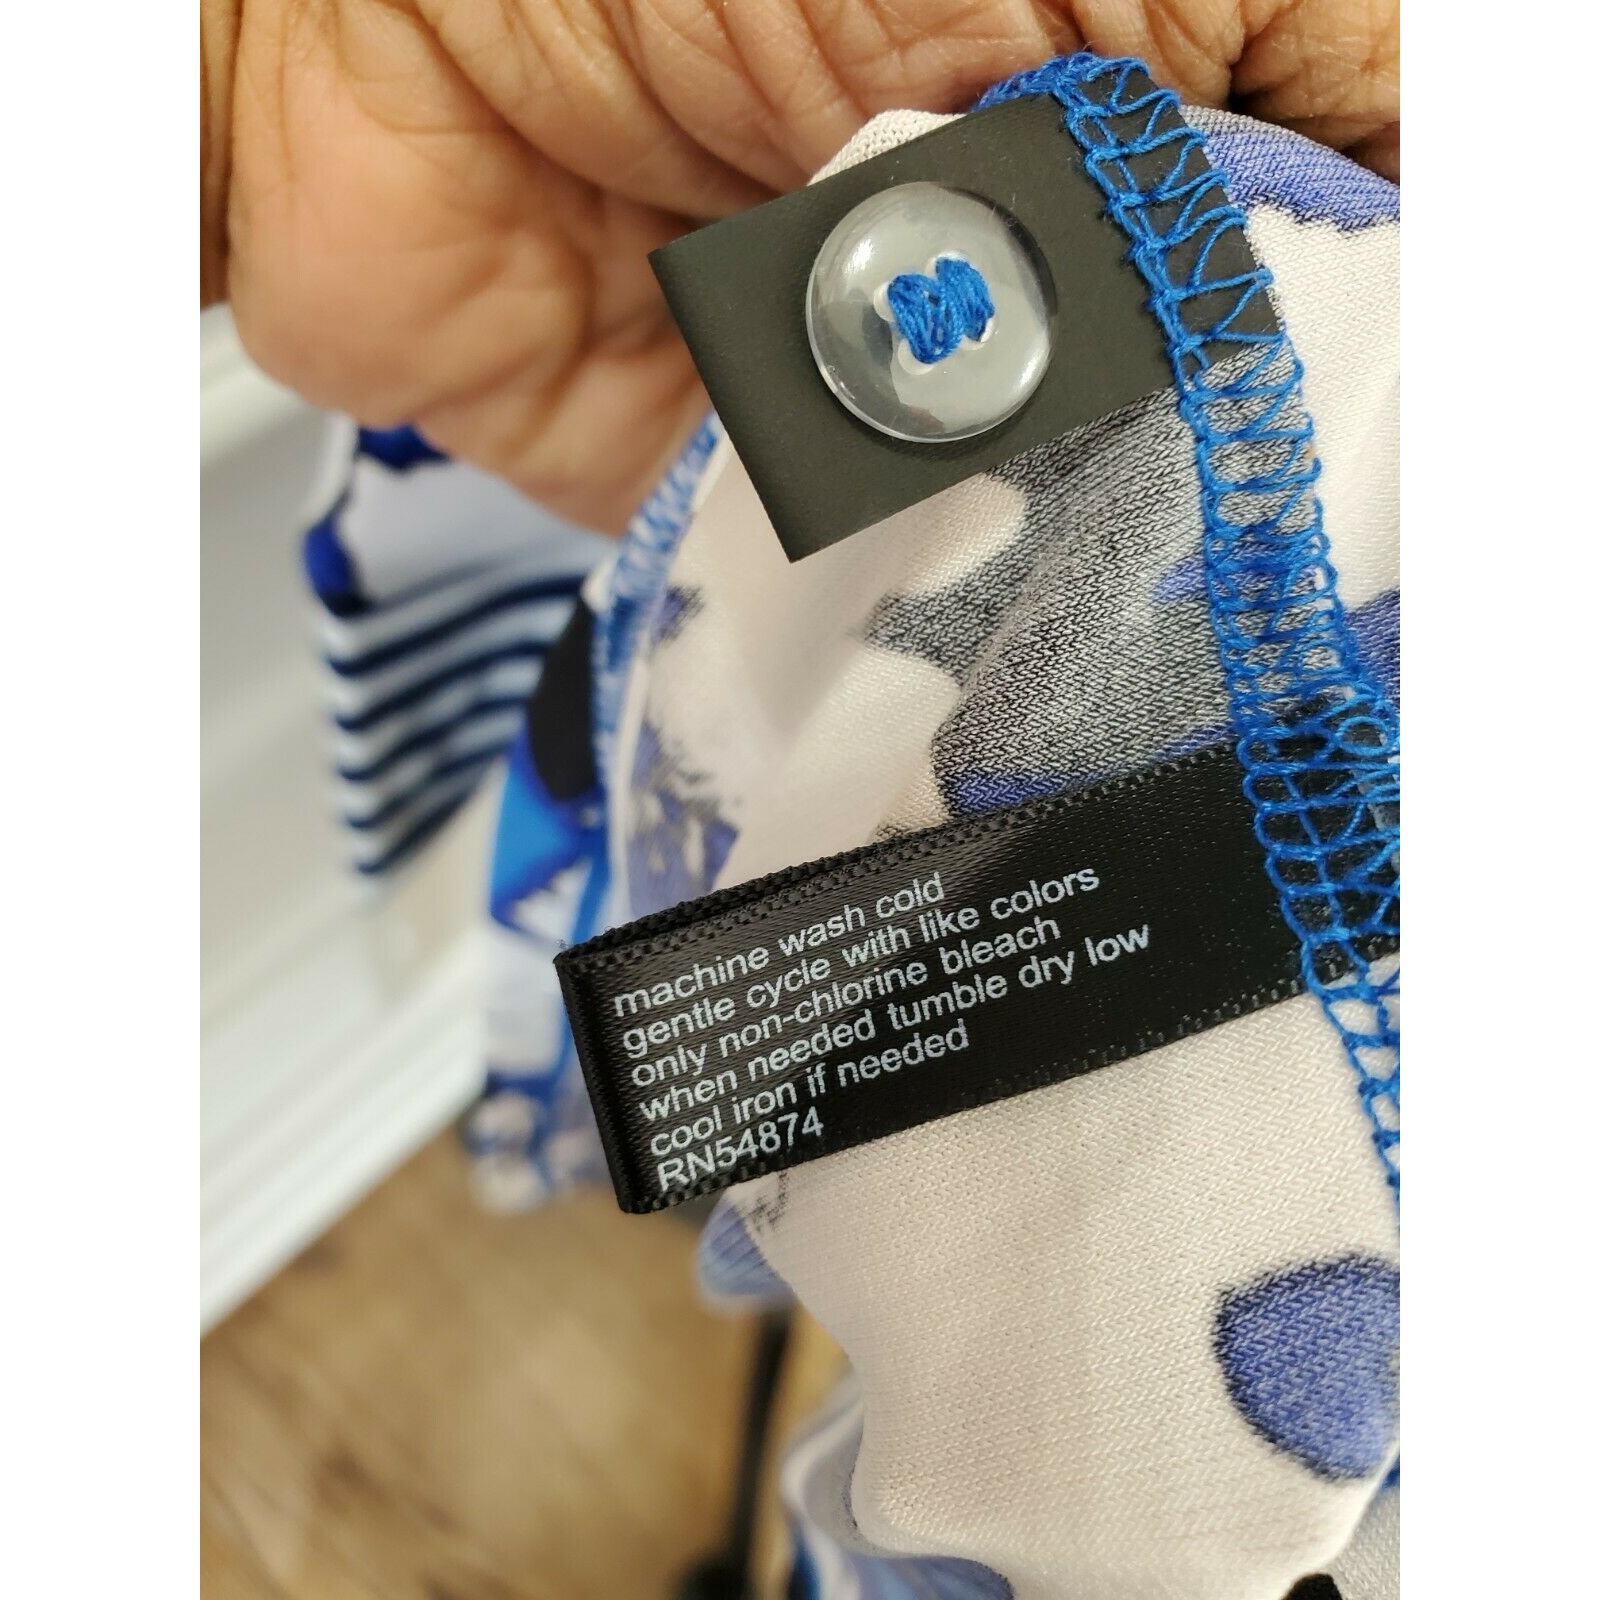 machine wash cold
gentle cycle with like colors
only non-chlorine bleach
when needed tumble dry low
cool iron if needed
RN54874